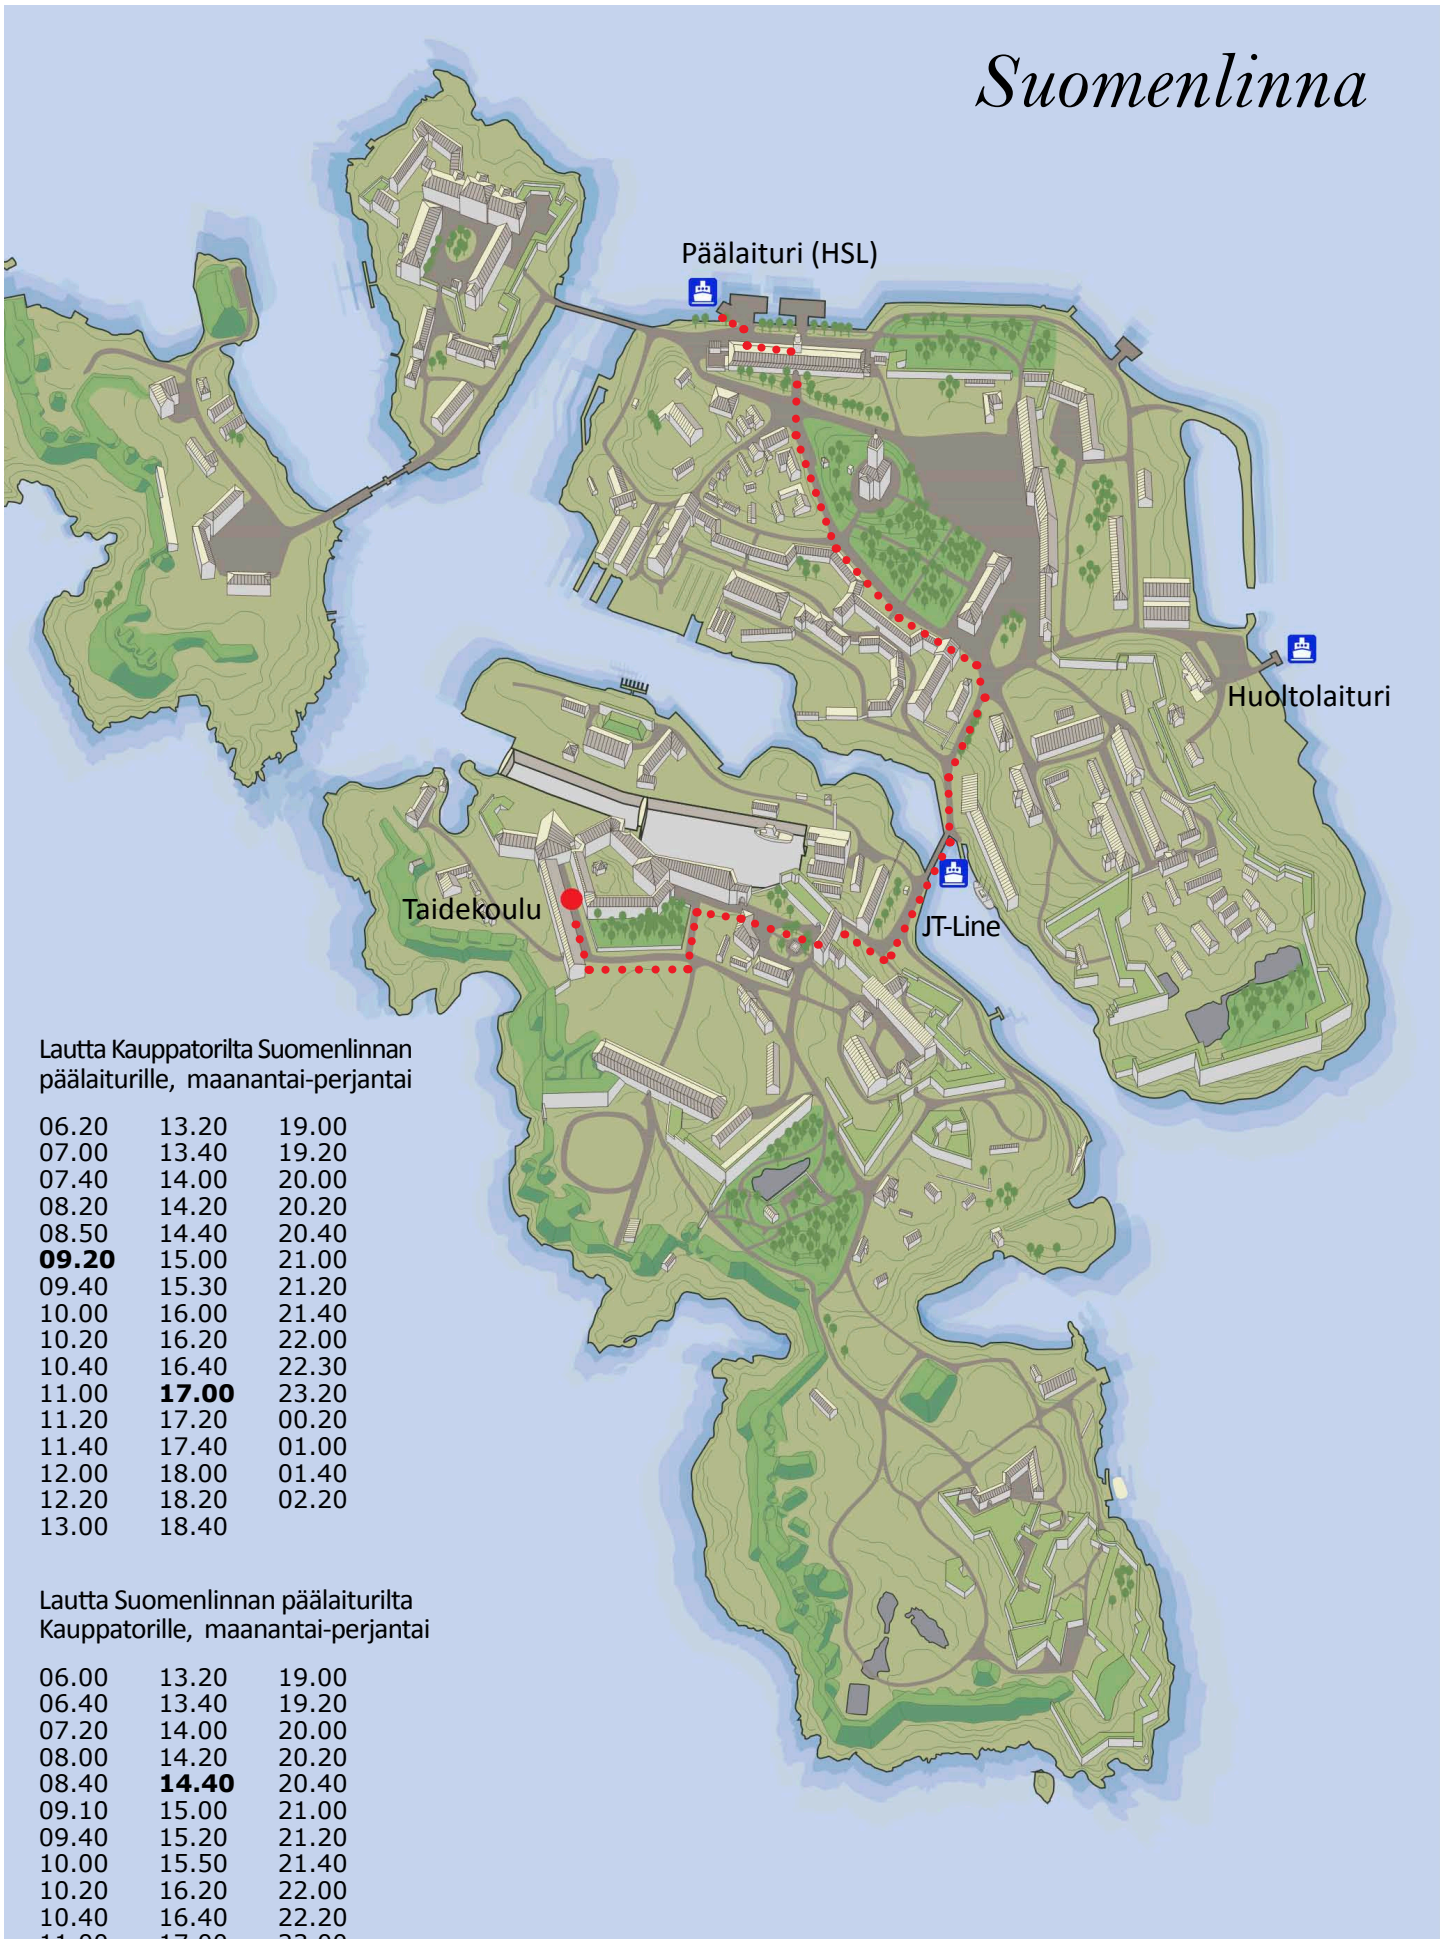 Suomenlinna
Päälaituri (HSL)
Huoltolaituri
Taidekoulu
JT-Line
Lautta Kauppatorilta Suomenlinnan
päälaiturille, maanantai-perjantai
06.20 13.20 19.00
07.00 13.40 19.20
07.40 14.00 20.00
08.20 14.20 20.20
08.50 14.40 20.40
09.20 15.00 21.00
09.40 15.30 21.20
10.00 16.00 21.40
10.20 16.20 22.00
10.40 16.40 22.30
11.00 17.00 23.20
11.20 17.20 00.20
11.40 17.40 01.00
12.00 18.00 01.40
12.20 18.20 02.20
13.00 18.40
Lautta Suomenlinnan päälaiturilta
Kauppatorille, maanantai-perjantai
06.00 13.20 19.00
06.40 13.40 19.20
07.20 14.00 20.00
08.00 14.20 20.20
08.40 14.40 20.40
09.10 15.00 21.00
09.40 15.20 21.20
10.00 15.50 21.40
10.20 16.20 22.00
10.40 16.40 22.20